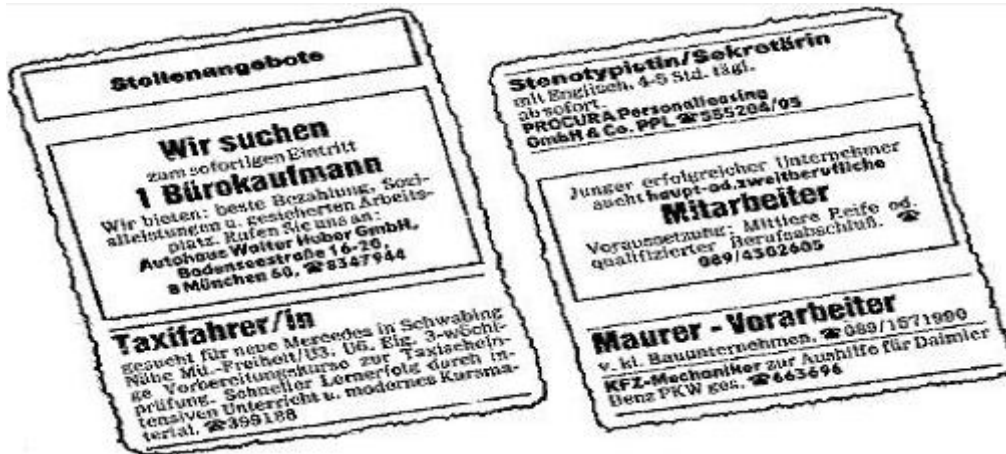 Stellenangebote
Wir suchen
zum sofortigen Eintritt
1 Bürokaufmann
Wir bieten: beste Bezahlung, Sozi-
alleistungen u. gesicherten Arbeits-
platz. Rufen Sie uns an:
Autohaus Walter Huber GmbH,
Bodenseestraße 16-20,
8 München 60, ☎8347944
Taxifahrer/in
gesucht für neue Mercedes in Schwabing
Nähe Mü.-Freiheit/U3, U6. Eig. 3-wöchi-
ge Vorbereitungskurse zur Taxischein-
prüfung. Schneller Lernerfolg durch in-
tensiven Unterricht u. modernes Kursma-
terial. ☎399188
Stenotypistin/Sekretärin
mit Englisch, 4-5 Std. tägl.
ab sofort.
PROCURA Personalleasing
GmbH & Co. PPL ☎555204/05
Junger erfolgreicher Unternehmer
sucht haupt-od.zweitberufliche
Mitarbeiter
Voraussetzung: Mittlere Reife od.
qualifizierter Berufsabschluß. ☎
089/4302605
Maurer - Vorarbeiter
v. kl. Bauunternehmen. ☎089/1571990
KFZ-Mechaniker zur Aushilfe für Daimler
Benz PKW ges. ☎663696